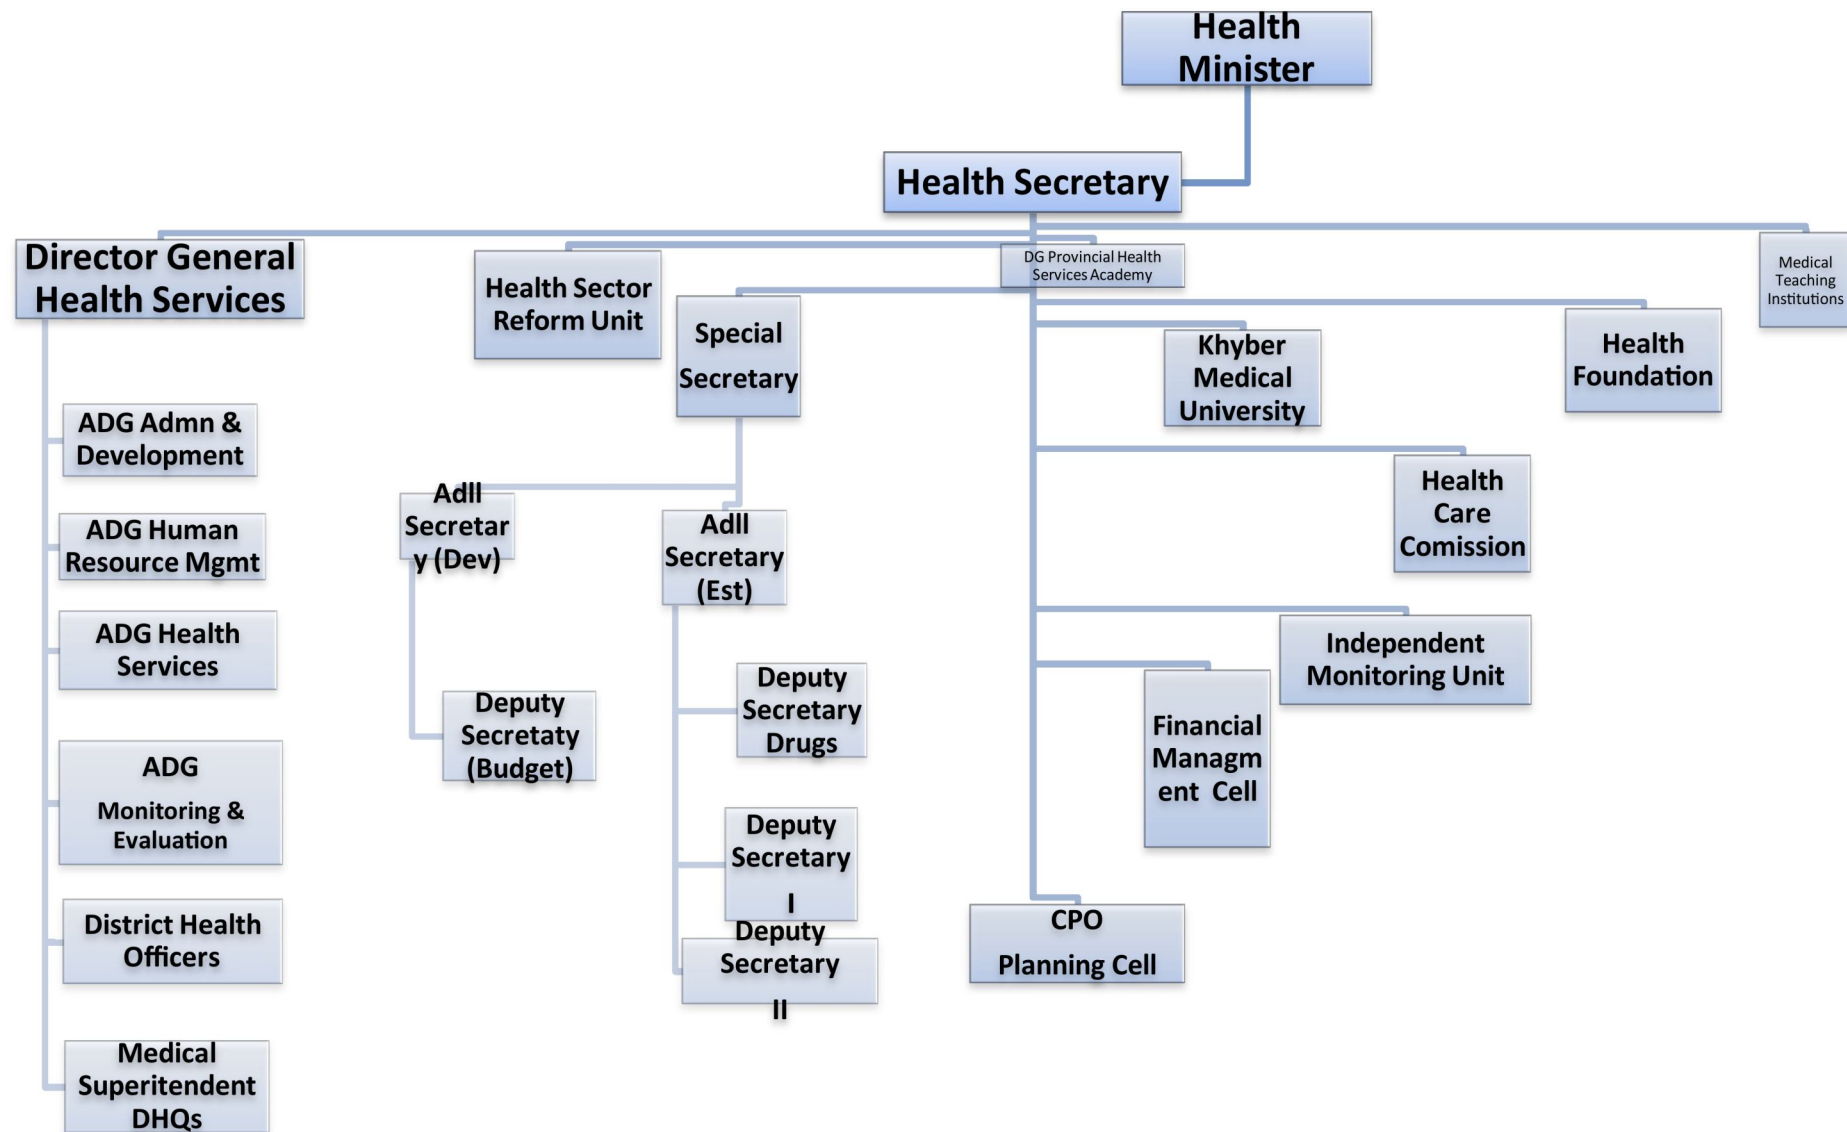 Health
Minister
Health Secretary
Director General
Health Services
Health Sector
Reform Unit
DG Provincial Health
Services Academy
Medical
Teaching
Institutions
Special
Secretary
Khyber
Medical
University
Health
Foundation
ADG Admn &
Development
ADG Human
Resource Mgmt
ADG Health
Services
ADG
Monitoring &
Evaluation
District Health
Officers
Medical
Superitendent
DHQs
Adll
Secretar
y (Dev)
Adll
Secretary
(Est)
Deputy
Secretaty
(Budget)
Deputy
Secretary
Drugs
Deputy
Secretary
I
Deputy
Secretary
II
Health
Care
Comission
Independent
Monitoring Unit
Financial
Managm
ent Cell
CPO
Planning Cell